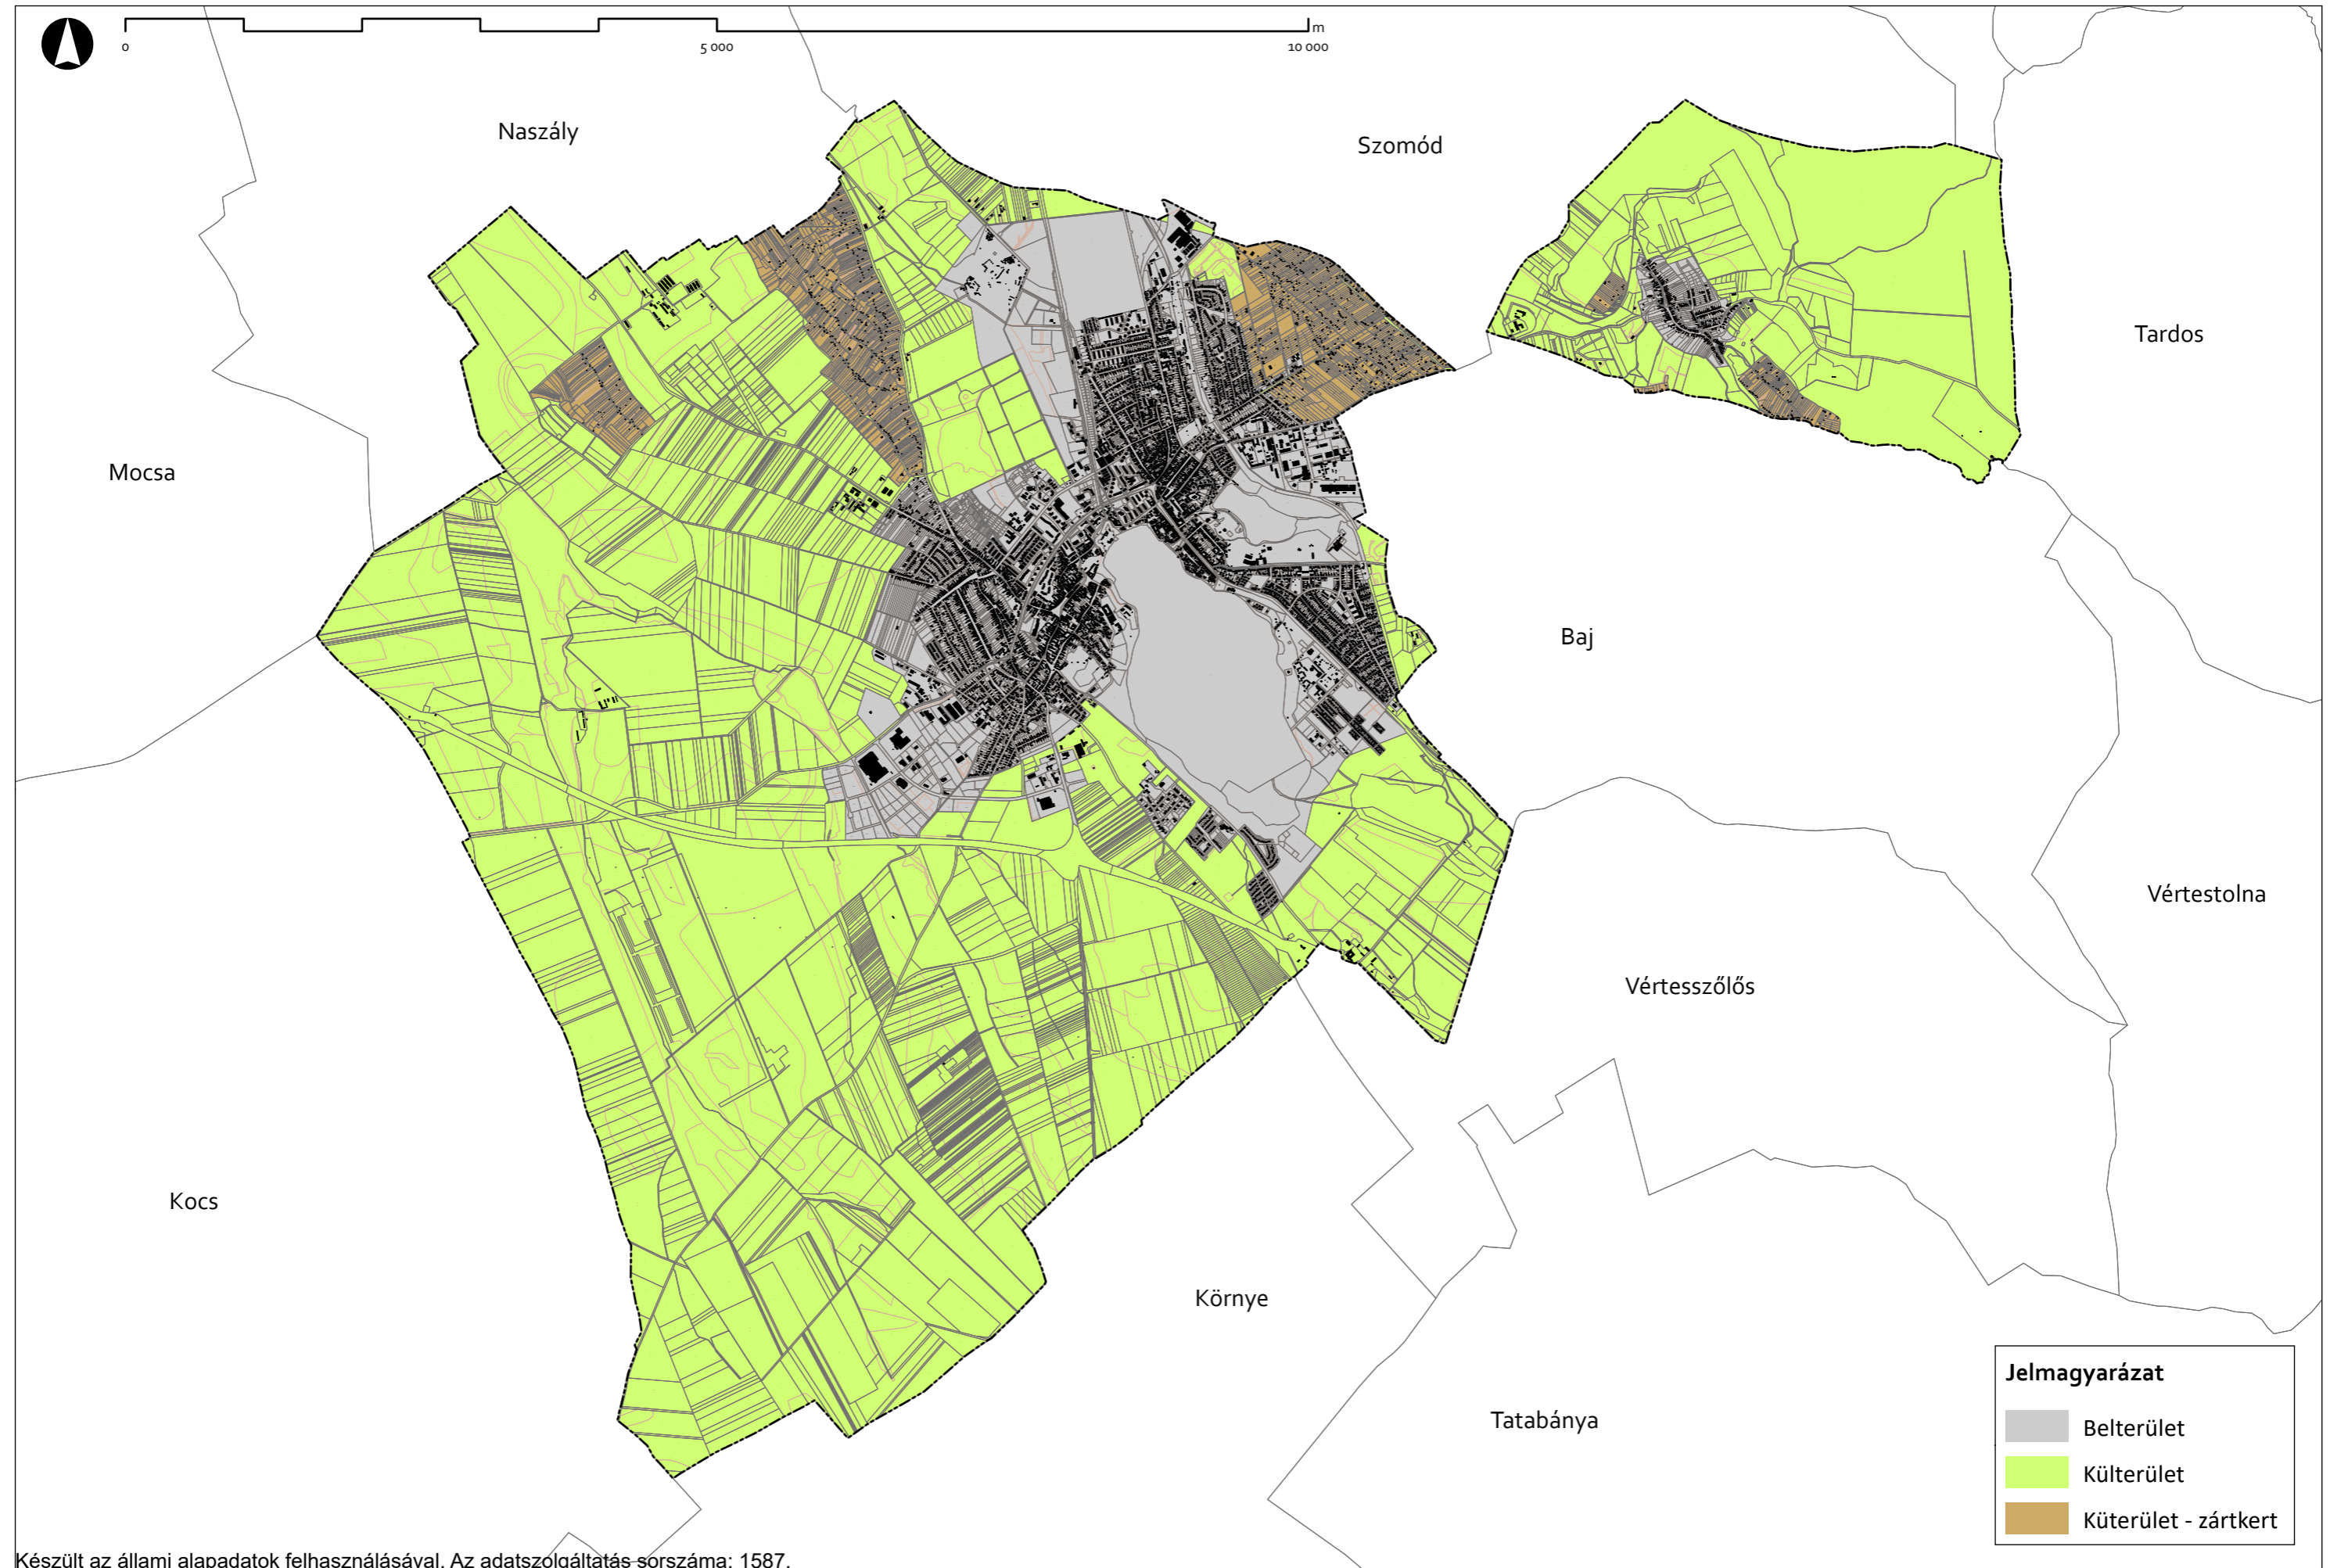 0
5 000
10 000
m
Naszály
Szomód
Tardos
Mocsa
Baj
Vértestolna
Vértesszőlős
Kocs
Környe
Tatabánya
Jelmagyarázat
Belterület
Külterület
Küterület - zártkert
Készült az állami alapadatok felhasználásával. Az adatszolgáltatás sorszáma: 1587.